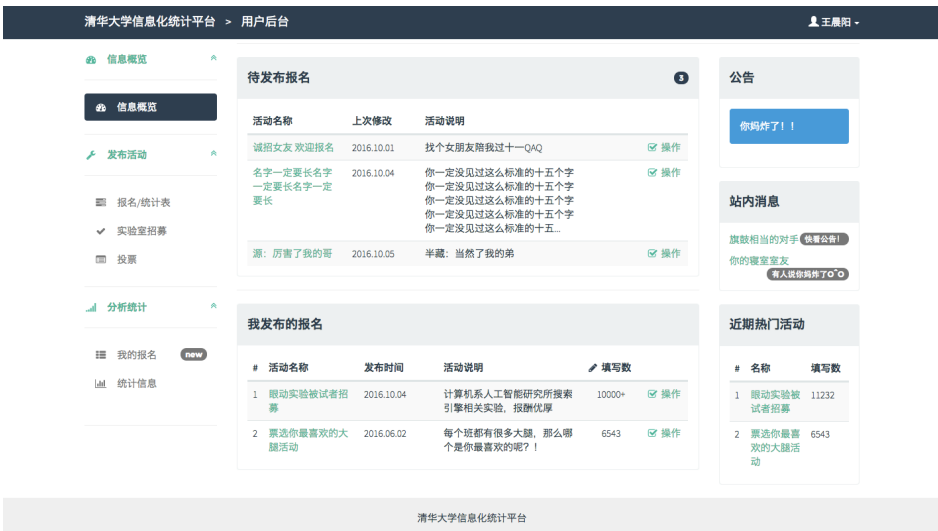 清华大学信息化统计平台 > 用户后台
王晨阳
信息概览
信息概览
发布活动
报名/统计表
实验室招募
投票
分析统计
我的报名 new
统计信息
待发布报名 3
活动名称 上次修改 活动说明
诚招女友 欢迎报名 2016.10.01 找个女朋友陪我过十一QAQ 操作
名字一定要长名字 2016.10.04 你一定没见过这么标准的十五个字 操作
一定要长名字一定 你一定没见过这么标准的十五个字
要长 你一定没见过这么标准的十五个字
你一定没见过这么标准的十五个字
你一定没见过这么标准的十五...
源：厉害了我的哥 2016.10.05 半藏：当然了我的弟 操作
我发布的报名
# 活动名称 发布时间 活动说明 填写数
1 眼动实验被试者招 2016.10.04 计算机系人工智能研究所搜索 10000+ 操作
募 引擎相关实验，报酬优厚
2 票选你最喜欢的大 2016.06.02 每个班都有很多大腿，那么哪 6543 操作
腿活动 个是你最喜欢的呢？！
公告
你妈炸了！！
站内消息
旗鼓相当的对手 快看公告！
你的寝室室友
有人说你妈炸了O~O
近期热门活动
# 名称 填写数
1 眼动实验被 11232
试者招募
2 票选你最喜 6543
欢的大腿活
动
清华大学信息化统计平台